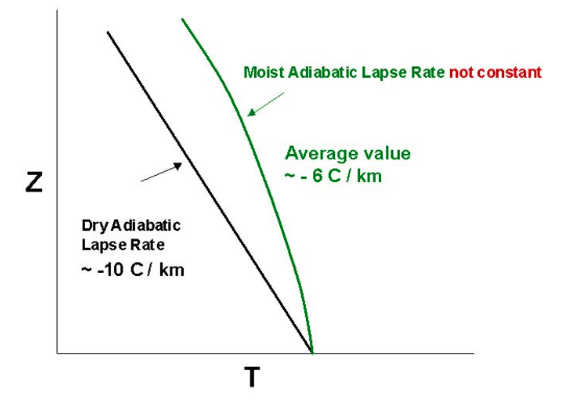 Moist Adiabatic Lapse Rate not constant
Average value
~ - 6 C / km
Z
Dry Adiabatic
Lapse Rate
~ -10 C / km
T